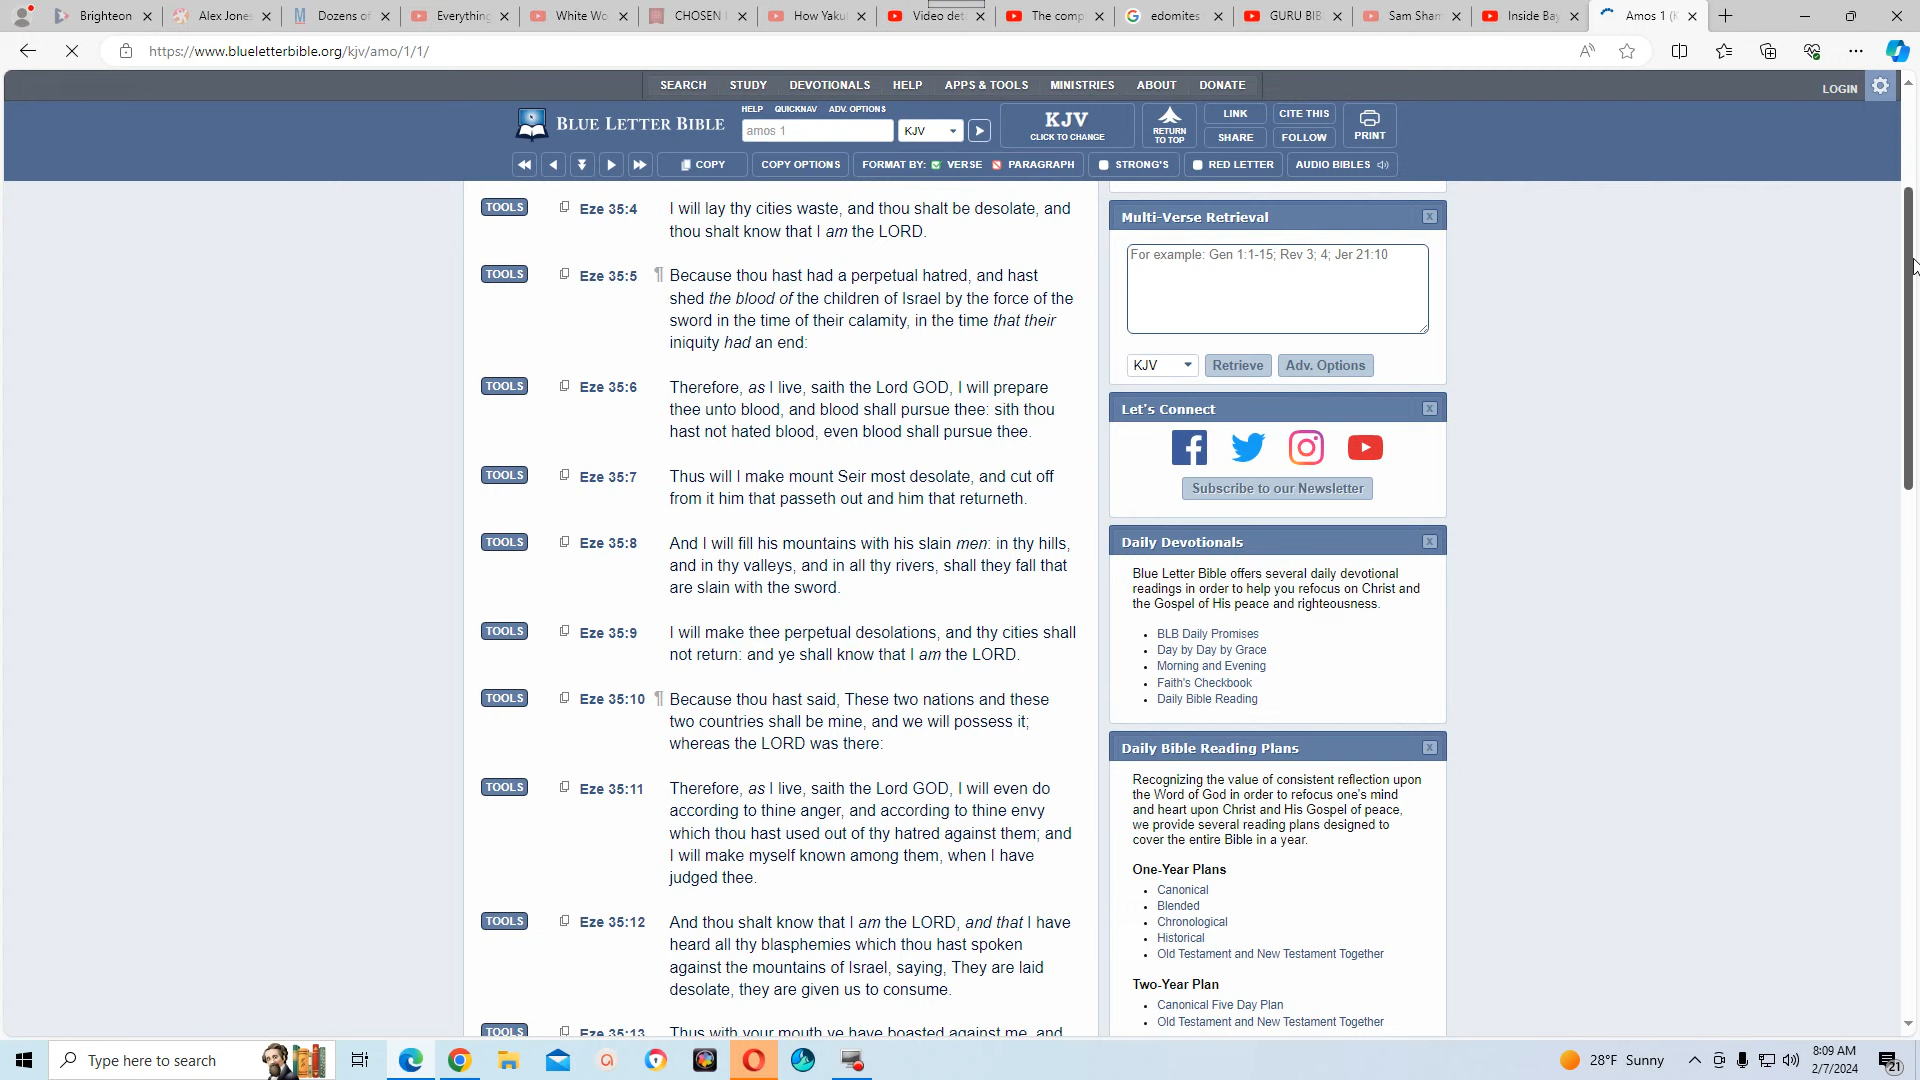 Brighteon
Alex Jones
Dozens of
Everything
White Wo
CHOSEN
How Yaku
Video det
The comp
edomites
GURU BIB
Sam Sham
Inside Bay
Amos 1 (K
https://www.blueletterbible.org/kjv/amo/1/1/
SEARCH STUDY DEVOTIONALS HELP APPS & TOOLS MINISTRIES ABOUT DONATE
LOGIN
BLUE LETTER BIBLE
HELP QUICKNAV ADV. OPTIONS
amos 1
KJV
KJV
CLICK TO CHANGE
RETURN
TO TOP
LINK
CITE THIS
SHARE
FOLLOW
PRINT
COPY
COPY OPTIONS
FORMAT BY: VERSE PARAGRAPH
STRONG'S
RED LETTER
AUDIO BIBLES
TOOLS Eze 35:4 I will lay thy cities waste, and thou shalt be desolate, and
thou shalt know that I am the LORD.
TOOLS Eze 35:5 ¶ Because thou hast had a perpetual hatred, and hast
shed the blood of the children of Israel by the force of the
sword in the time of their calamity, in the time that their
iniquity had an end:
TOOLS Eze 35:6 Therefore, as I live, saith the Lord GOD, I will prepare
thee unto blood, and blood shall pursue thee: sith thou
hast not hated blood, even blood shall pursue thee.
TOOLS Eze 35:7 Thus will I make mount Seir most desolate, and cut off
from it him that passeth out and him that returneth.
TOOLS Eze 35:8 And I will fill his mountains with his slain men: in thy hills,
and in thy valleys, and in all thy rivers, shall they fall that
are slain with the sword.
TOOLS Eze 35:9 I will make thee perpetual desolations, and thy cities shall
not return: and ye shall know that I am the LORD.
TOOLS Eze 35:10 ¶ Because thou hast said, These two nations and these
two countries shall be mine, and we will possess it;
whereas the LORD was there:
TOOLS Eze 35:11 Therefore, as I live, saith the Lord GOD, I will even do
according to thine anger, and according to thine envy
which thou hast used out of thy hatred against them; and
I will make myself known among them, when I have
judged thee.
TOOLS Eze 35:12 And thou shalt know that I am the LORD, and that I have
heard all thy blasphemies which thou hast spoken
against the mountains of Israel, saying, They are laid
desolate, they are given us to consume.
TOOLS Eze 35:13 Thus with your mouth ye have boasted against me, and
Multi-Verse Retrieval
For example: Gen 1:1-15; Rev 3; 4; Jer 21:10
KJV Retrieve Adv. Options
Let's Connect
Subscribe to our Newsletter
Daily Devotionals
Blue Letter Bible offers several daily devotional
readings in order to help you refocus on Christ and
the Gospel of His peace and righteousness.
BLB Daily Promises
Day by Day by Grace
Morning and Evening
Faith's Checkbook
Daily Bible Reading
Daily Bible Reading Plans
Recognizing the value of consistent reflection upon
the Word of God in order to refocus one's mind
and heart upon Christ and His Gospel of peace,
we provide several reading plans designed to
cover the entire Bible in a year.
One-Year Plans
Canonical
Blended
Chronological
Historical
Old Testament and New Testament Together
Two-Year Plan
Canonical Five Day Plan
Old Testament and New Testament Together
Type here to search
28°F Sunny
8:09 AM
2/7/2024
21